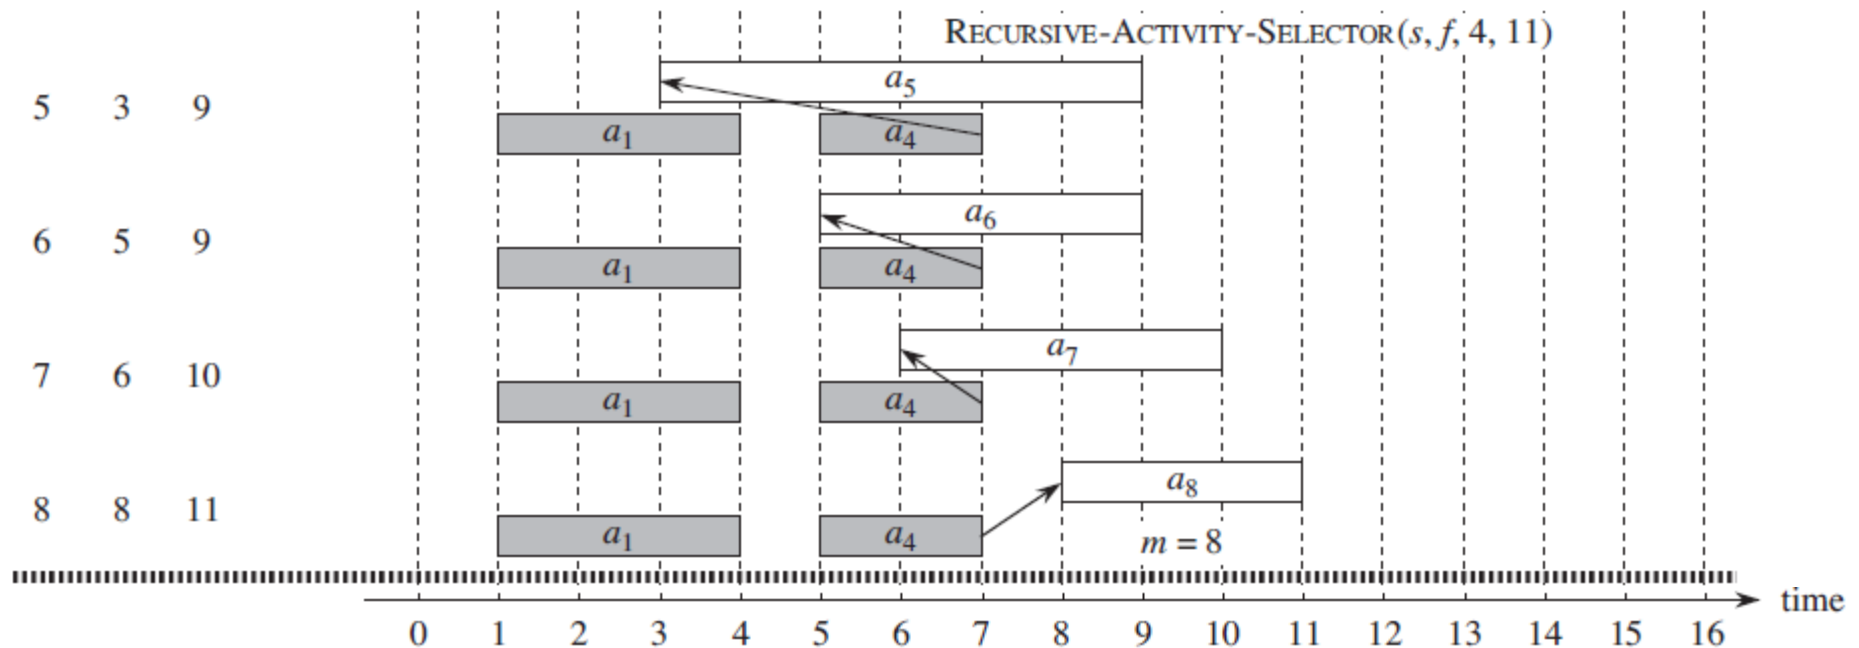 RECURSIVE-ACTIVITY-SELECTOR(s, f, 4, 11)
a5
5 3 9
a1 a4
a6
6 5 9
a1 a4
a7
7 6 10
a1 a4
a8
8 8 11
a1 a4
m = 8
time
0 1 2 3 4 5 6 7 8 9 10 11 12 13 14 15 16